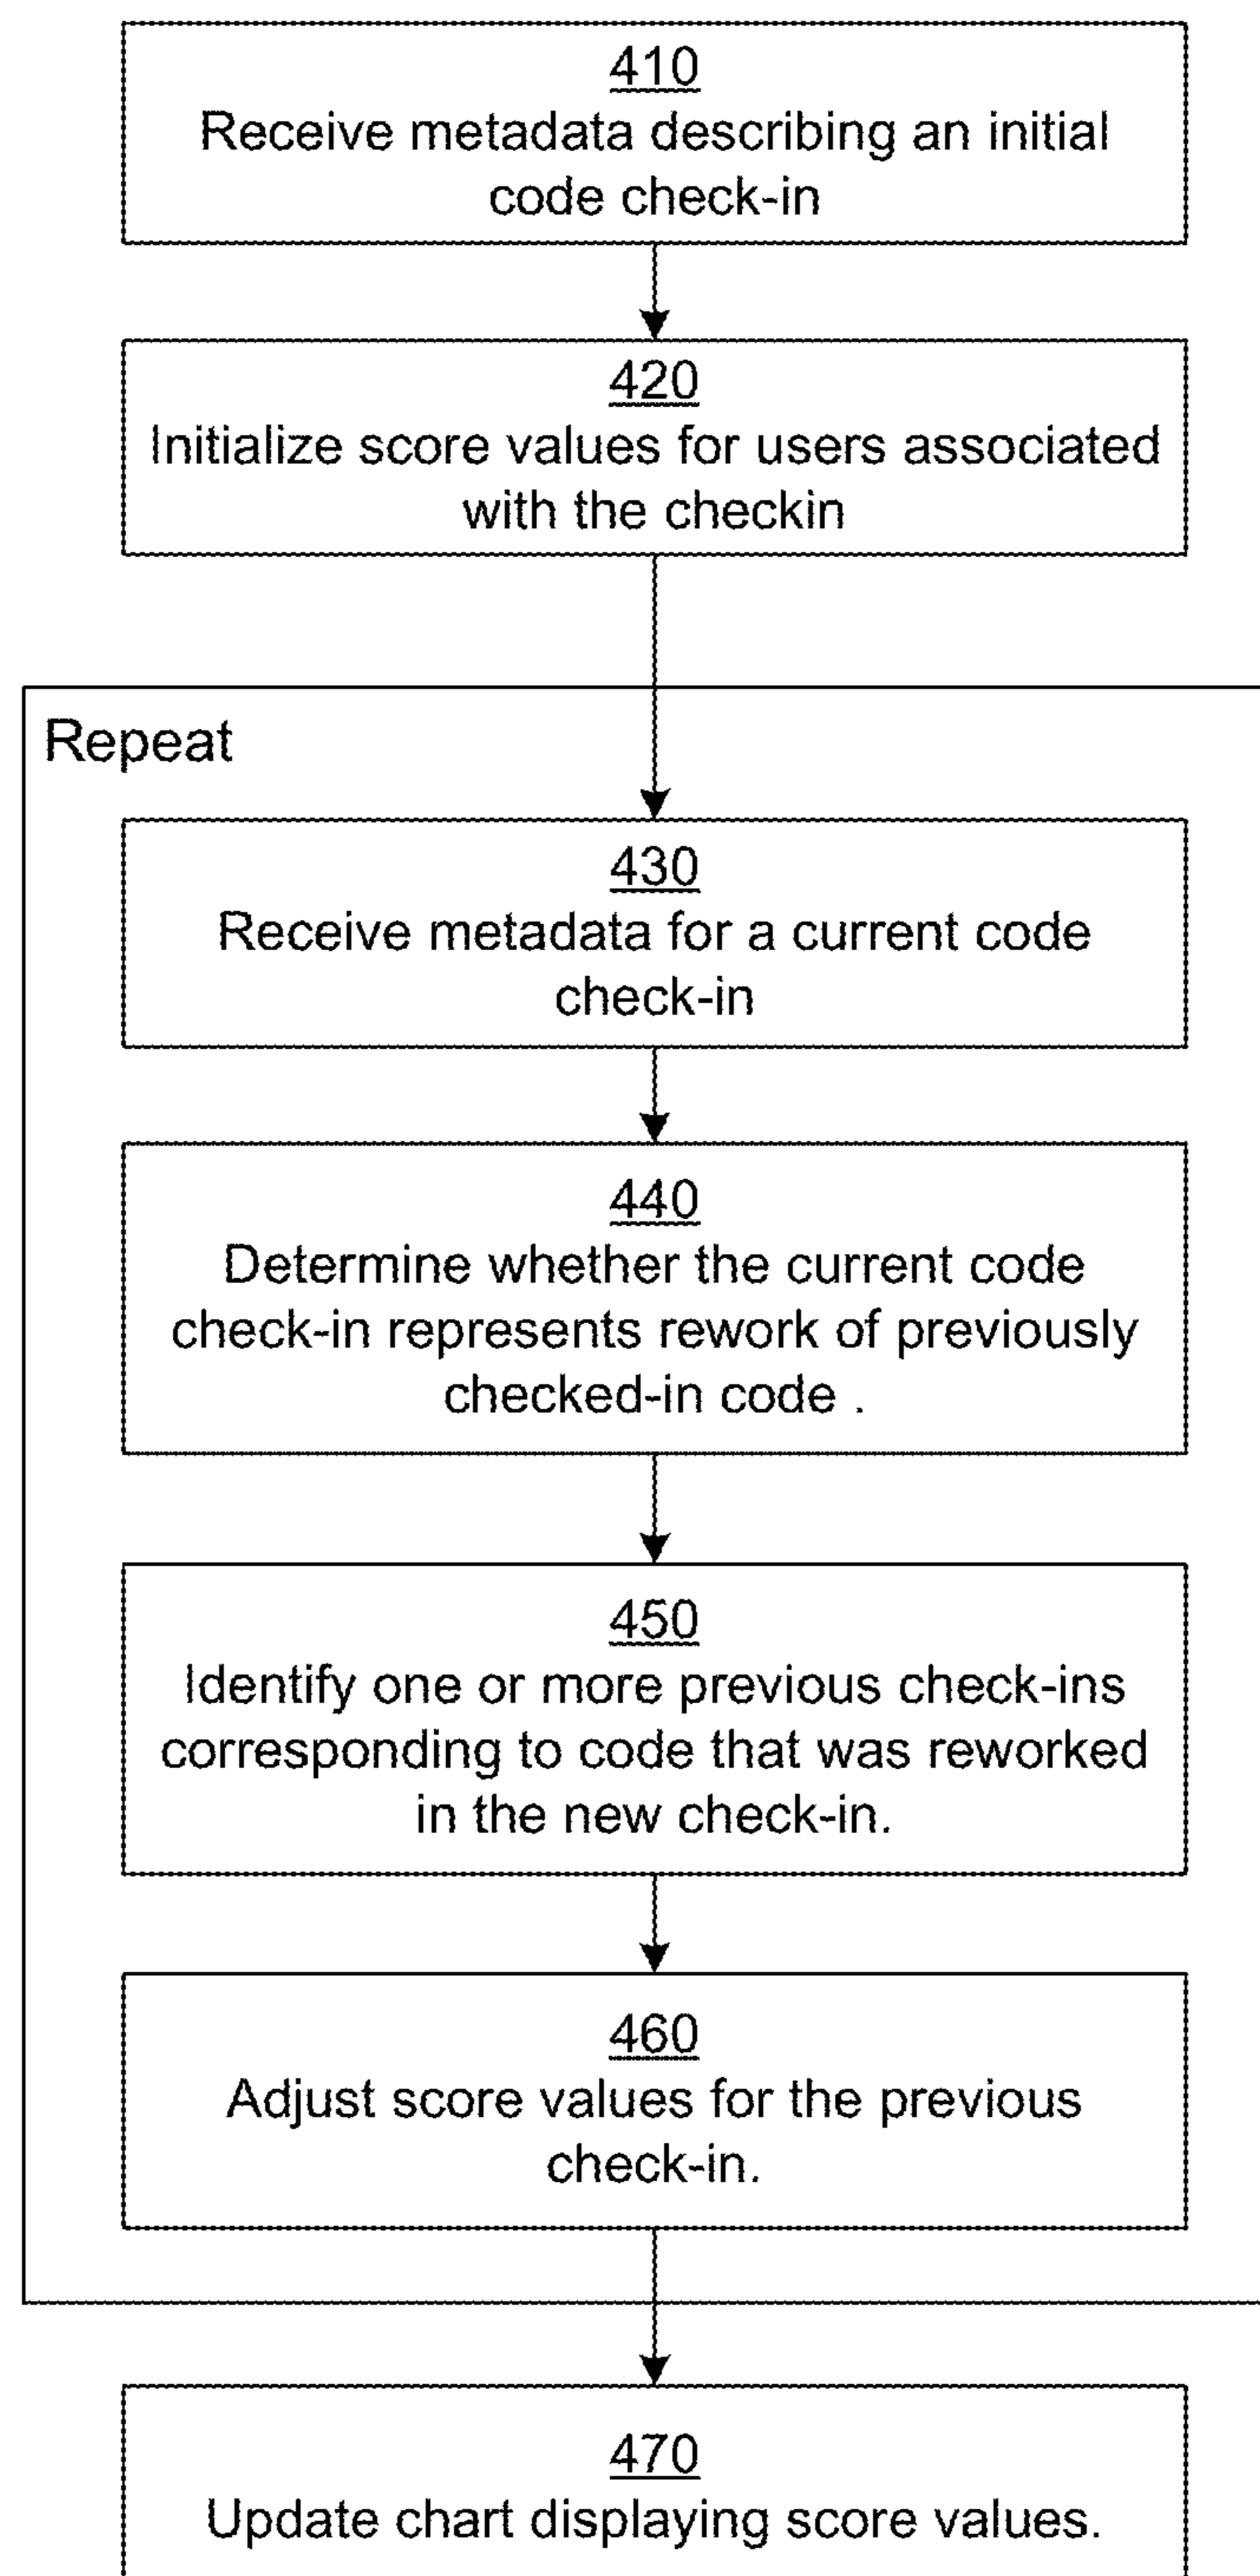 410
Receive metadata describing an initial
code check-in
420
Initialize score values for users associated
with the checkin
Repeat
430
Receive metadata for a current code
check-in
440
Determine whether the current code
check-in represents rework of previously
checked-in code .
450
Identify one or more previous check-ins
corresponding to code that was reworked
in the new check-in.
460
Adjust score values for the previous
check-in.
470
Update chart displaying score values.